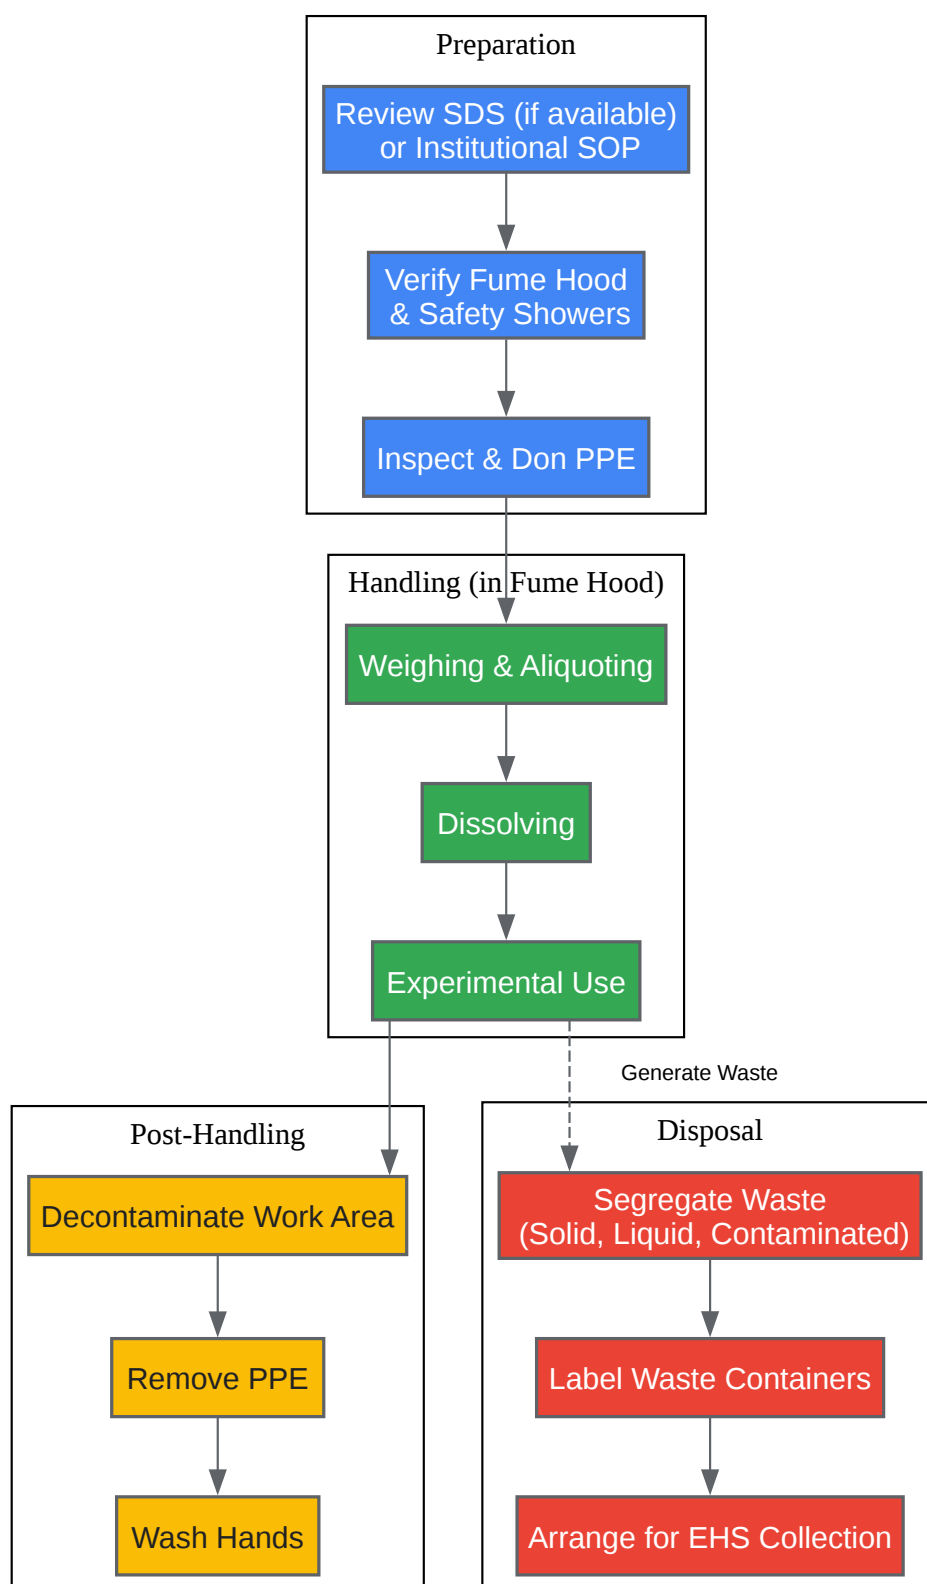 Preparation
Review SDS (if available)
or Institutional SOP
Verify Fume Hood
& Safety Showers
Inspect & Don PPE
Handling (in Fume Hood)
Weighing & Aliquoting
Dissolving
Experimental Use
Generate Waste
Post-Handling
Decontaminate Work Area
Remove PPE
Wash Hands
Disposal
Segregate Waste
(Solid, Liquid, Contaminated)
Label Waste Containers
Arrange for EHS Collection